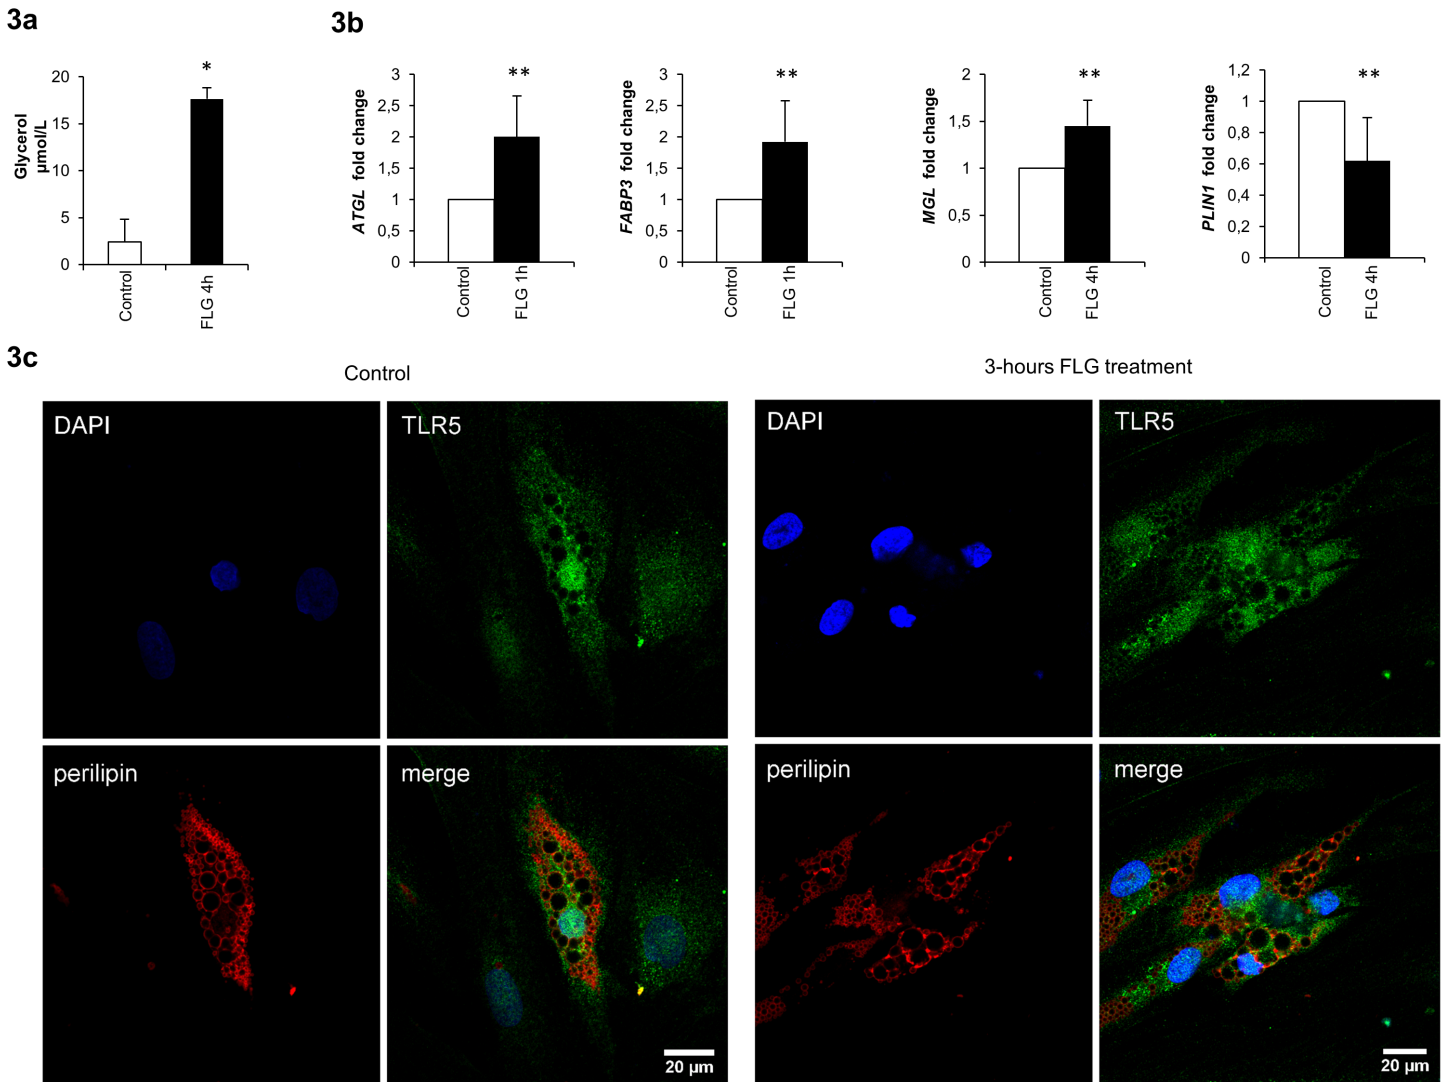 3a
3b
Glycerol
µmol/L
20
15
10
5
0
*
Control
FLG 4h
ATGL fold change
3
2,5
2
1,5
1
0,5
0
**
Control
FLG 1h
FABP3 fold change
3
2,5
2
1,5
1
0,5
0
**
Control
FLG 1h
MGL fold change
2
1,5
1
0,5
0
**
Control
FLG 4h
PLIN1 fold change
1,2
1
0,8
0,6
0,4
0,2
0
**
Control
FLG 4h
3c
Control
3-hours FLG treatment
DAPI
TLR5
DAPI
TLR5
perilipin
merge
perilipin
merge
20 µm
20 µm